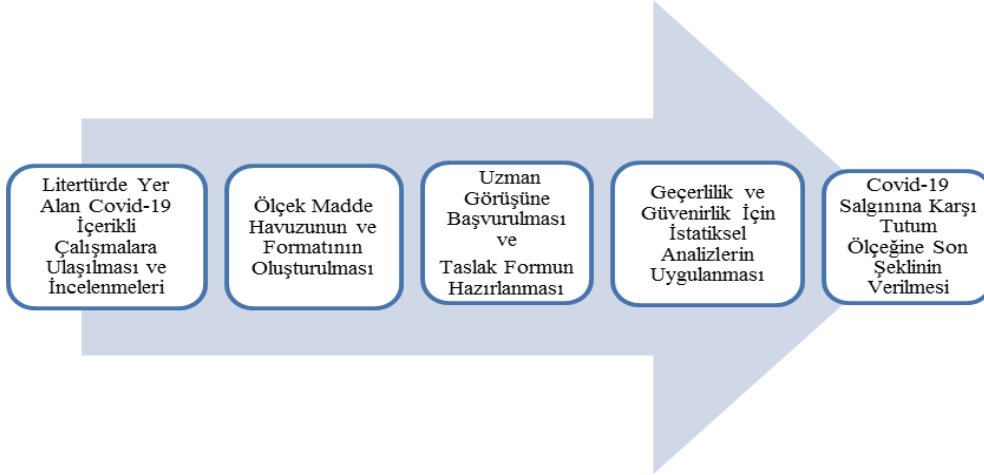 Litertürde Yer
Alan Covid-19
İçerikli
Çalışmalara
Ulaşılması ve
İncelenmeleri
Ölçek Madde
Havuzunun ve
Formatının
Oluşturulması
Uzman
Görüşüne
Başvurulması
ve
Taslak Formun
Hazırlanması
Geçerlilik ve
Güvenirlik İçin
İstatiksel
Analizlerin
Uygulanması
Covid-19
Salgınına Karşı
Tutum
Ölçeğine Son
Şeklinin
Verilmesi